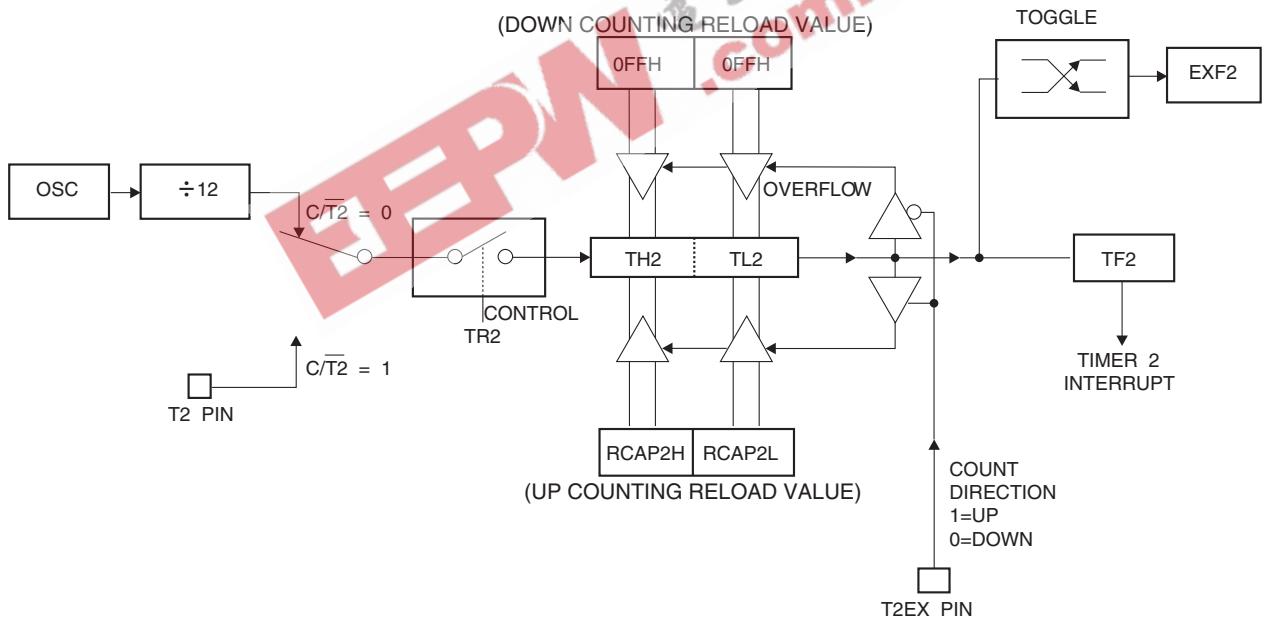 (DOWN COUNTING RELOAD VALUE)
TOGGLE
0FFH 0FFH
EXF2
OSC
÷12
OVERFLOW
C/T2 = 0
TH2 TL2
TF2
CONTROL
TR2
C/T2 = 1
T2 PIN
TIMER 2
INTERRUPT
RCAP2H RCAP2L
(UP COUNTING RELOAD VALUE)
COUNT
DIRECTION
1=UP
0=DOWN
T2EX PIN
EEPW
.com